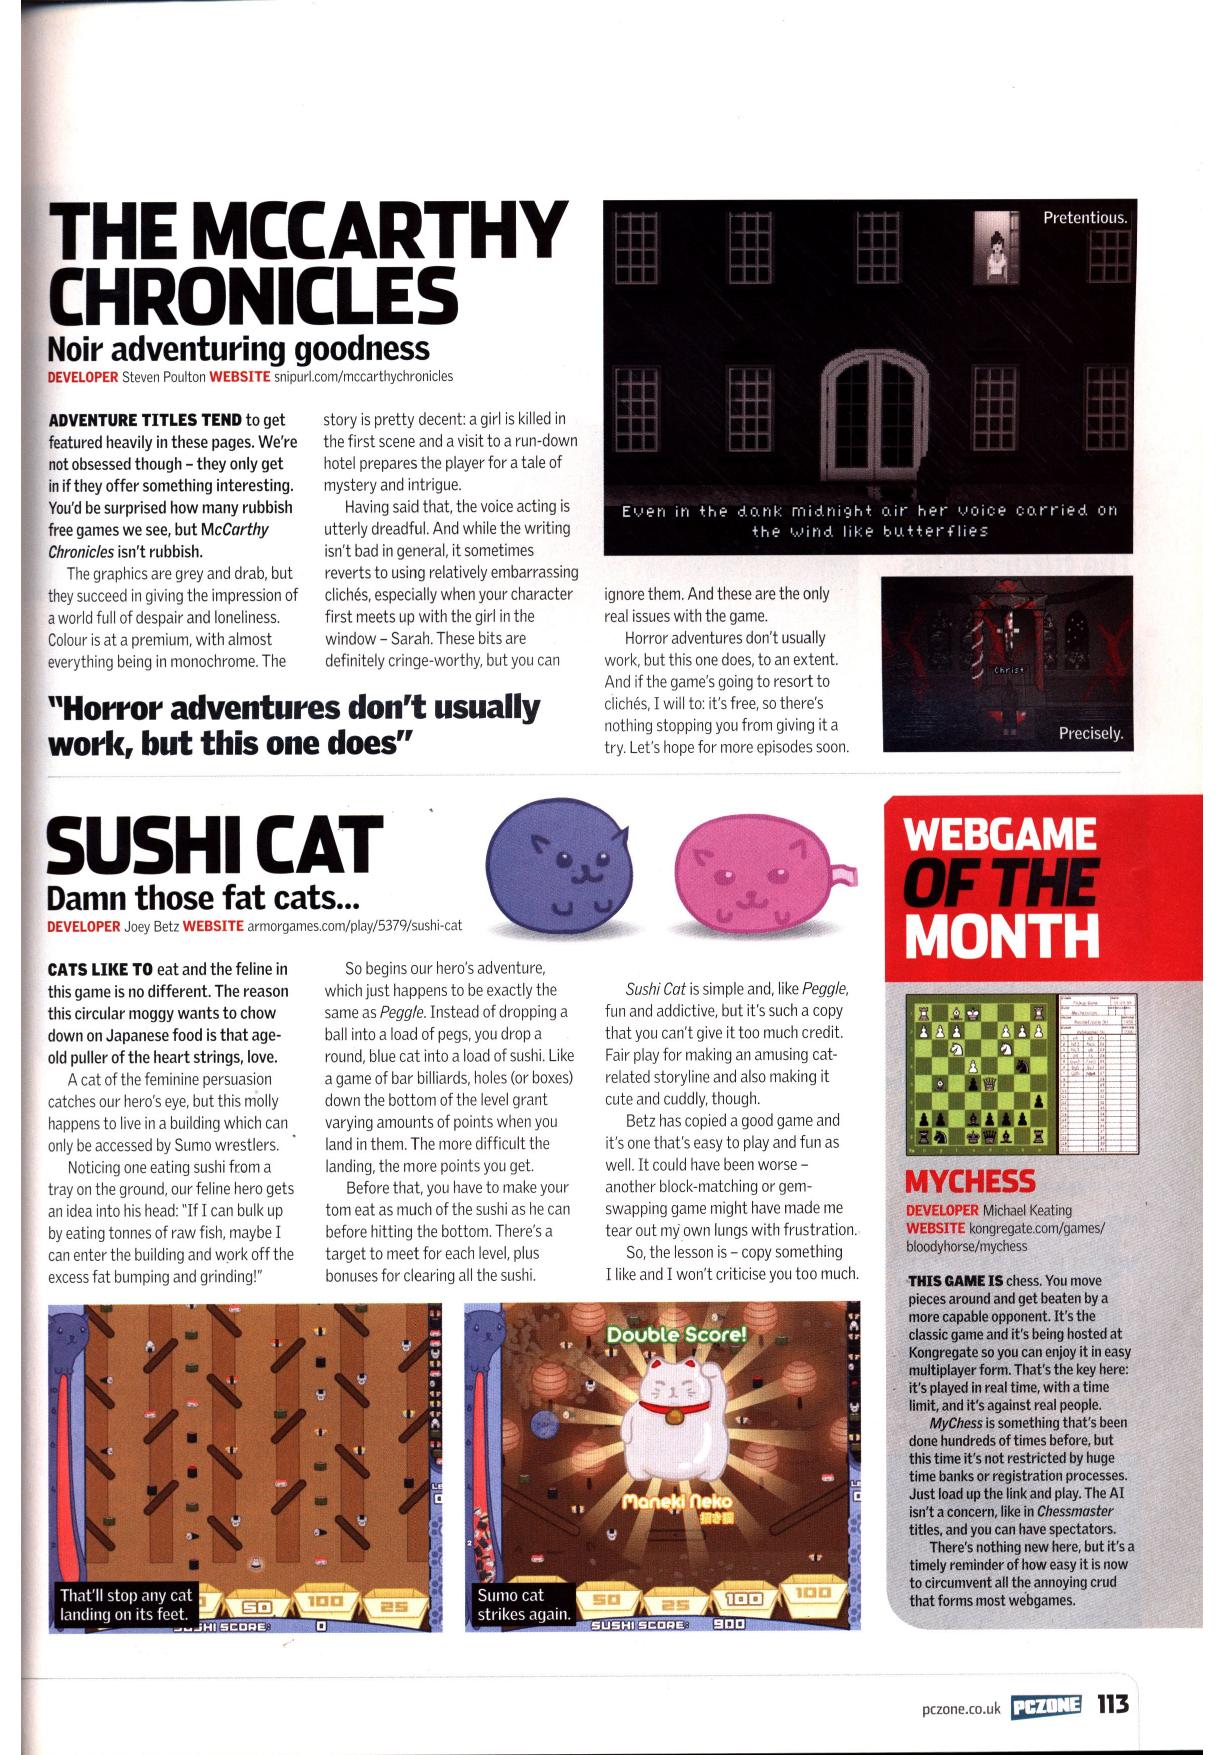 THE MCCARTHY
CHRONICLES
Noir adventuring goodness
DEVELOPER Steven Poulton WEBSITE snipurl.com/mccarthychronicles
ADVENTURE TITLES TEND to get
featured heavily in these pages. We're
not obsessed though – they only get
in if they offer something interesting.
You'd be surprised how many rubbish
free games we see, but McCarthy
Chronicles isn't rubbish.
The graphics are grey and drab, but
they succeed in giving the impression of
a world full of despair and loneliness.
Colour is at a premium, with almost
everything being in monochrome. The
story is pretty decent: a girl is killed in
the first scene and a visit to a run-down
hotel prepares the player for a tale of
mystery and intrigue.
Having said that, the voice acting is
utterly dreadful. And while the writing
isn't bad in general, it sometimes
reverts to using relatively embarrassing
clichés, especially when your character
first meets up with the girl in the
window – Sarah. These bits are
definitely cringe-worthy, but you can
ignore them. And these are the only
real issues with the game.
Horror adventures don't usually
work, but this one does, to an extent.
And if the game's going to resort to
clichés, I will to: it's free, so there's
nothing stopping you from giving it a
try. Let's hope for more episodes soon.
"Horror adventures don't usually
work, but this one does"
Pretentious.
Even in the dank midnight air her voice carried on
the wind like butterflies
Christ
Precisely.
SUSHI CAT
Damn those fat cats...
DEVELOPER Joey Betz WEBSITE armorgames.com/play/5379/sushi-cat
CATS LIKE TO eat and the feline in
this game is no different. The reason
this circular moggy wants to chow
down on Japanese food is that age-
old puller of the heart strings, love.
A cat of the feminine persuasion
catches our hero's eye, but this molly
happens to live in a building which can
only be accessed by Sumo wrestlers.
Noticing one eating sushi from a
tray on the ground, our feline hero gets
an idea into his head: "If I can bulk up
by eating tonnes of raw fish, maybe I
can enter the building and work off the
excess fat bumping and grinding!"
So begins our hero's adventure,
which just happens to be exactly the
same as Peggle. Instead of dropping a
ball into a load of pegs, you drop a
round, blue cat into a load of sushi. Like
a game of bar billiards, holes (or boxes)
down the bottom of the level grant
varying amounts of points when you
land in them. The more difficult the
landing, the more points you get.
Before that, you have to make your
tom eat as much of the sushi as he can
before hitting the bottom. There's a
target to meet for each level, plus
bonuses for clearing all the sushi.
Sushi Cat is simple and, like Peggle,
fun and addictive, but it's such a copy
that you can't give it too much credit.
Fair play for making an amusing cat-
related storyline and also making it
cute and cuddly, though.
Betz has copied a good game and
it's one that's easy to play and fun as
well. It could have been worse –
another block-matching or gem-
swapping game might have made me
tear out my own lungs with frustration.
So, the lesson is – copy something
I like and I won't criticise you too much.
That'll stop any cat
landing on its feet.
50
100
25
SUSHI SCORE: 0
Double Score!
Maneki Neko
招き猫
Sumo cat
strikes again.
50
25
100
100
SUSHI SCORE: 900
WEBGAME
OF THE
MONTH
MYCHESS
DEVELOPER Michael Keating
WEBSITE kongregate.com/games/
bloodyhorse/mychess
THIS GAME IS chess. You move
pieces around and get beaten by a
more capable opponent. It's the
classic game and it's being hosted at
Kongregate so you can enjoy it in easy
multiplayer form. That's the key here:
it's played in real time, with a time
limit, and it's against real people.
MyChess is something that's been
done hundreds of times before, but
this time it's not restricted by huge
time banks or registration processes.
Just load up the link and play. The AI
isn't a concern, like in Chessmaster
titles, and you can have spectators.
There's nothing new here, but it's a
timely reminder of how easy it is now
to circumvent all the annoying crud
that forms most webgames.
pczone.co.uk PCZONE 113